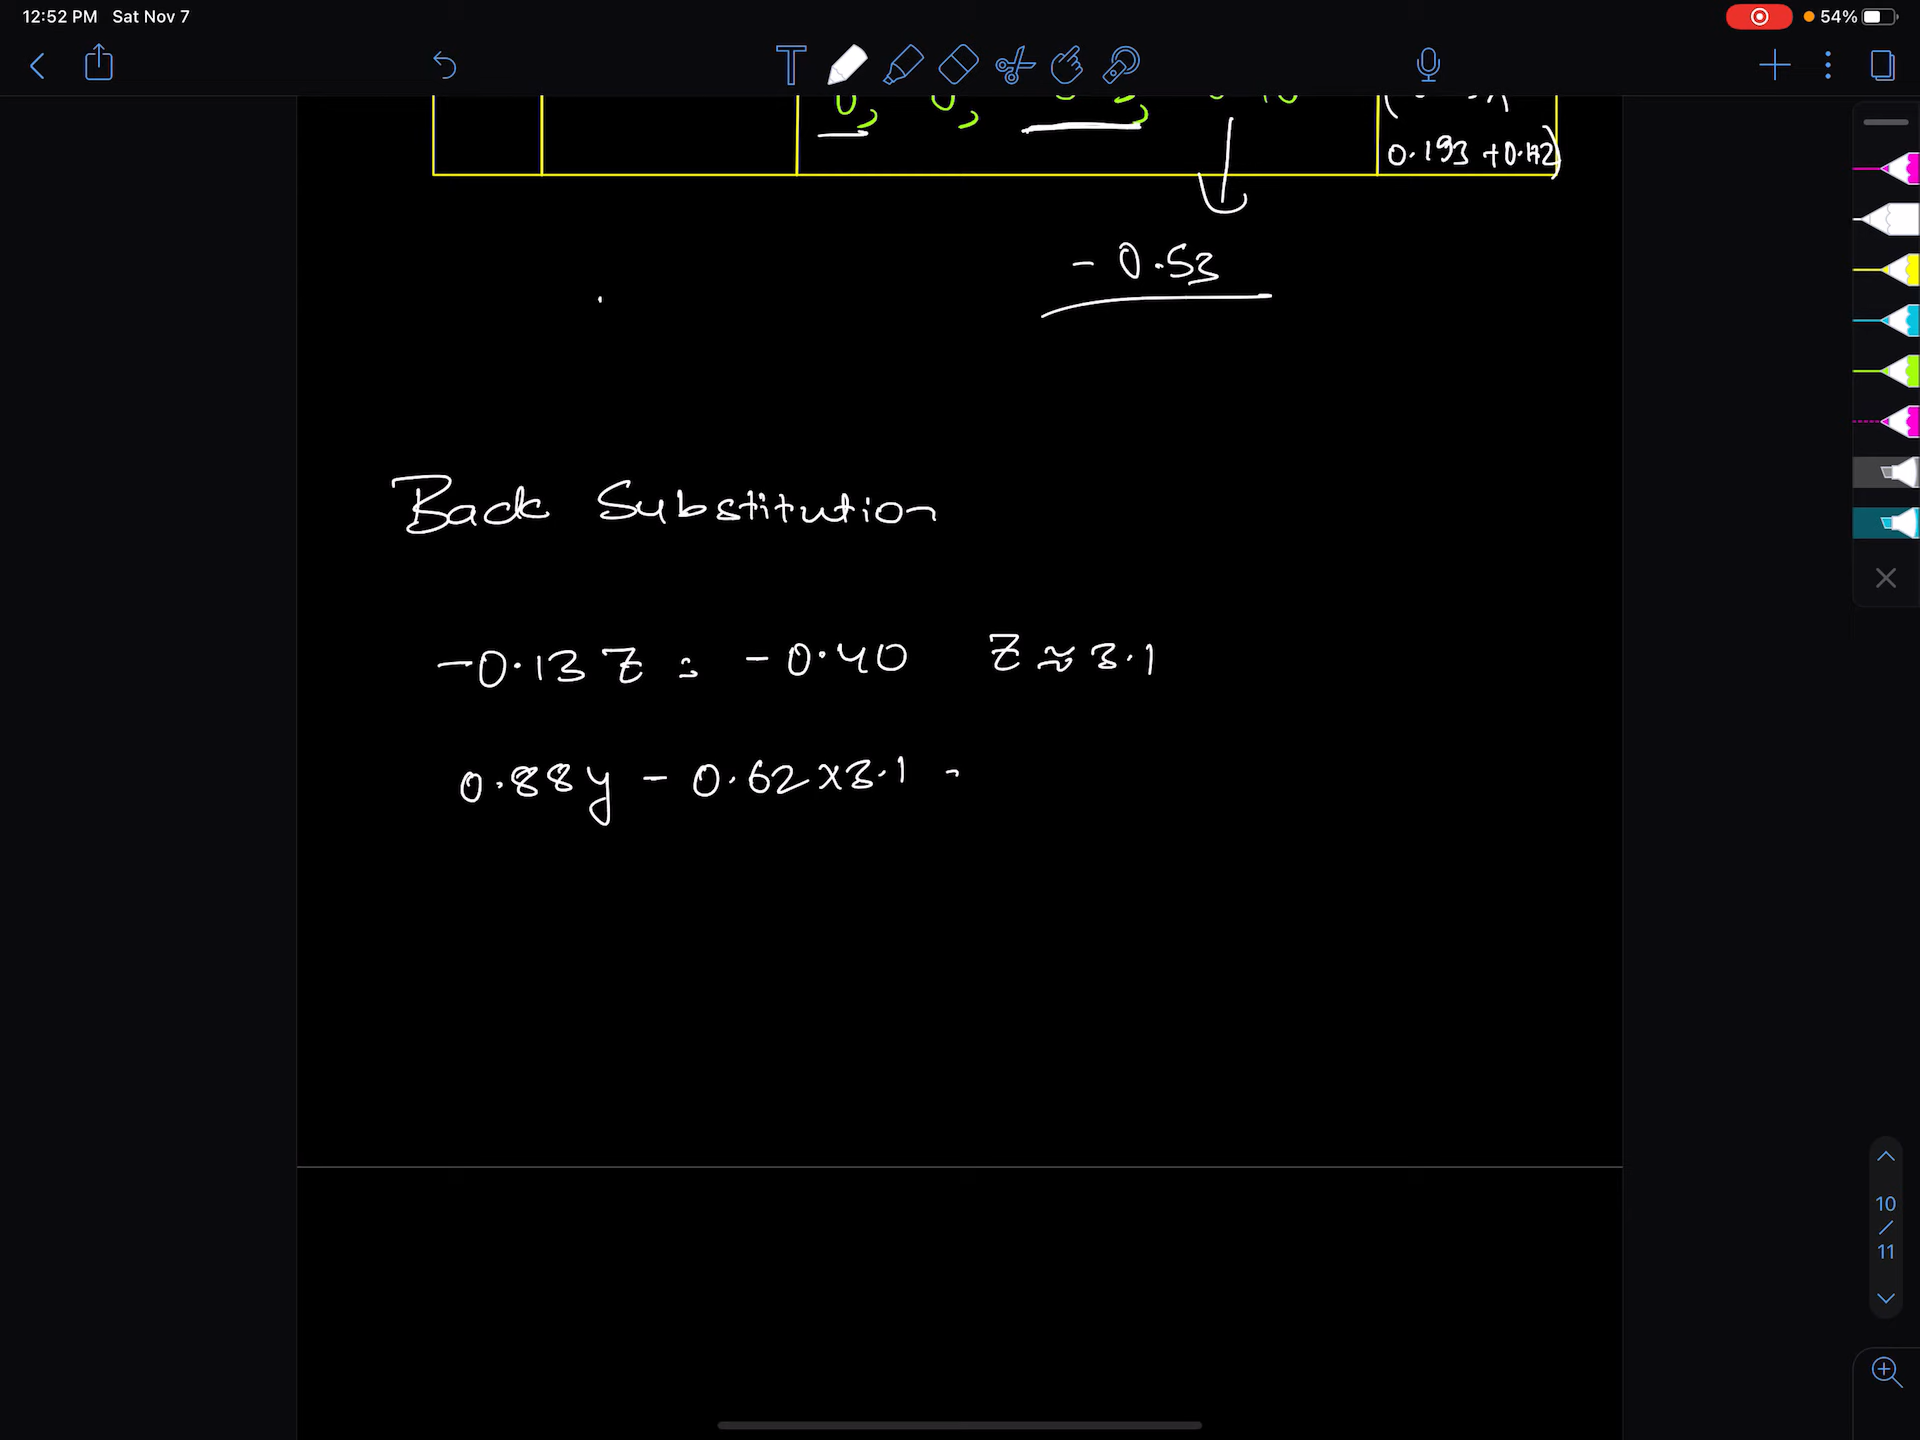 12:52 PM Sat Nov 7
54%
T
0.193 + 0.142)
- 0.53
Back Substitution
-0.13 Z = -0.40 Z ≈ 3.1
0.88y - 0.62 x 3.1 -
10
/
11